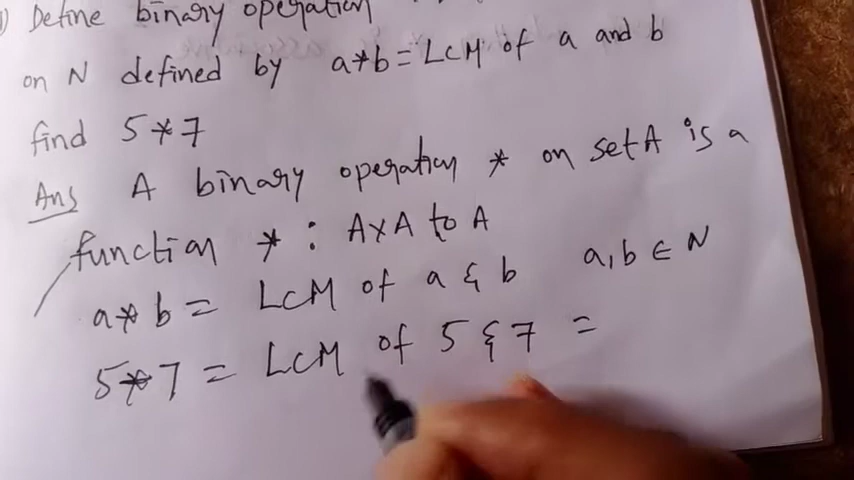 1) Define binary operation
on N defined by a*b = LCM of a and b
find 5*7
Ans A binary operation * on set A is a
function * : A×A to A
a*b = LCM of a & b a,b ∈ N
5*7 = LCM of 5 & 7 =